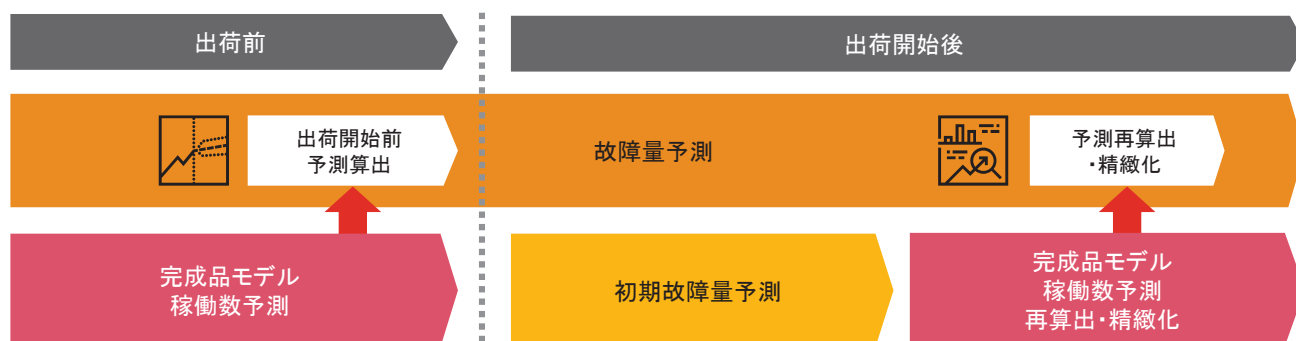 出荷前
出荷開始後
出荷開始前
予測算出
故障量予測
予測再算出
・精緻化
完成品モデル
稼働数予測
初期故障量予測
完成品モデル
稼働数予測
再算出・精緻化